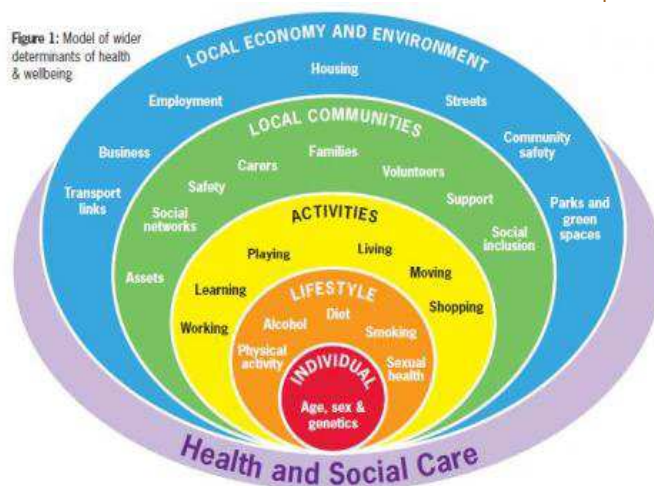 Figure 1: Model of wider
determinants of health
& wellbeing
LOCAL ECONOMY AND ENVIRONMENT
Housing
Employment
Streets
Business
Community
safety
Transport
links
Parks and
green
spaces
LOCAL COMMUNITIES
Families
Carers
Volunteers
Safety
Support
Social
networks
Social
inclusion
Assets
ACTIVITIES
Living
Playing
Moving
Learning
Shopping
Working
LIFESTYLE
Diet
Alcohol
Smoking
Physical
activity
Sexual
health
INDIVIDUAL
Age, sex &
genetics
Health and Social Care